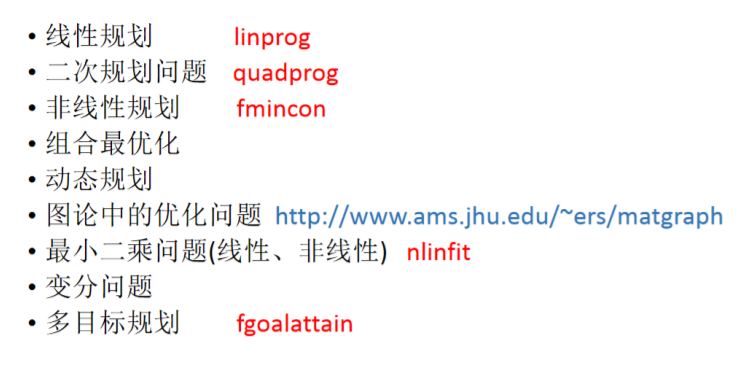 • 线性规划 linprog
• 二次规划问题 quadprog
• 非线性规划 fmincon
• 组合最优化
• 动态规划
• 图论中的优化问题 http://www.ams.jhu.edu/~ers/matgraph
• 最小二乘问题(线性、非线性) nlinfit
• 变分问题
• 多目标规划 fgoalattain